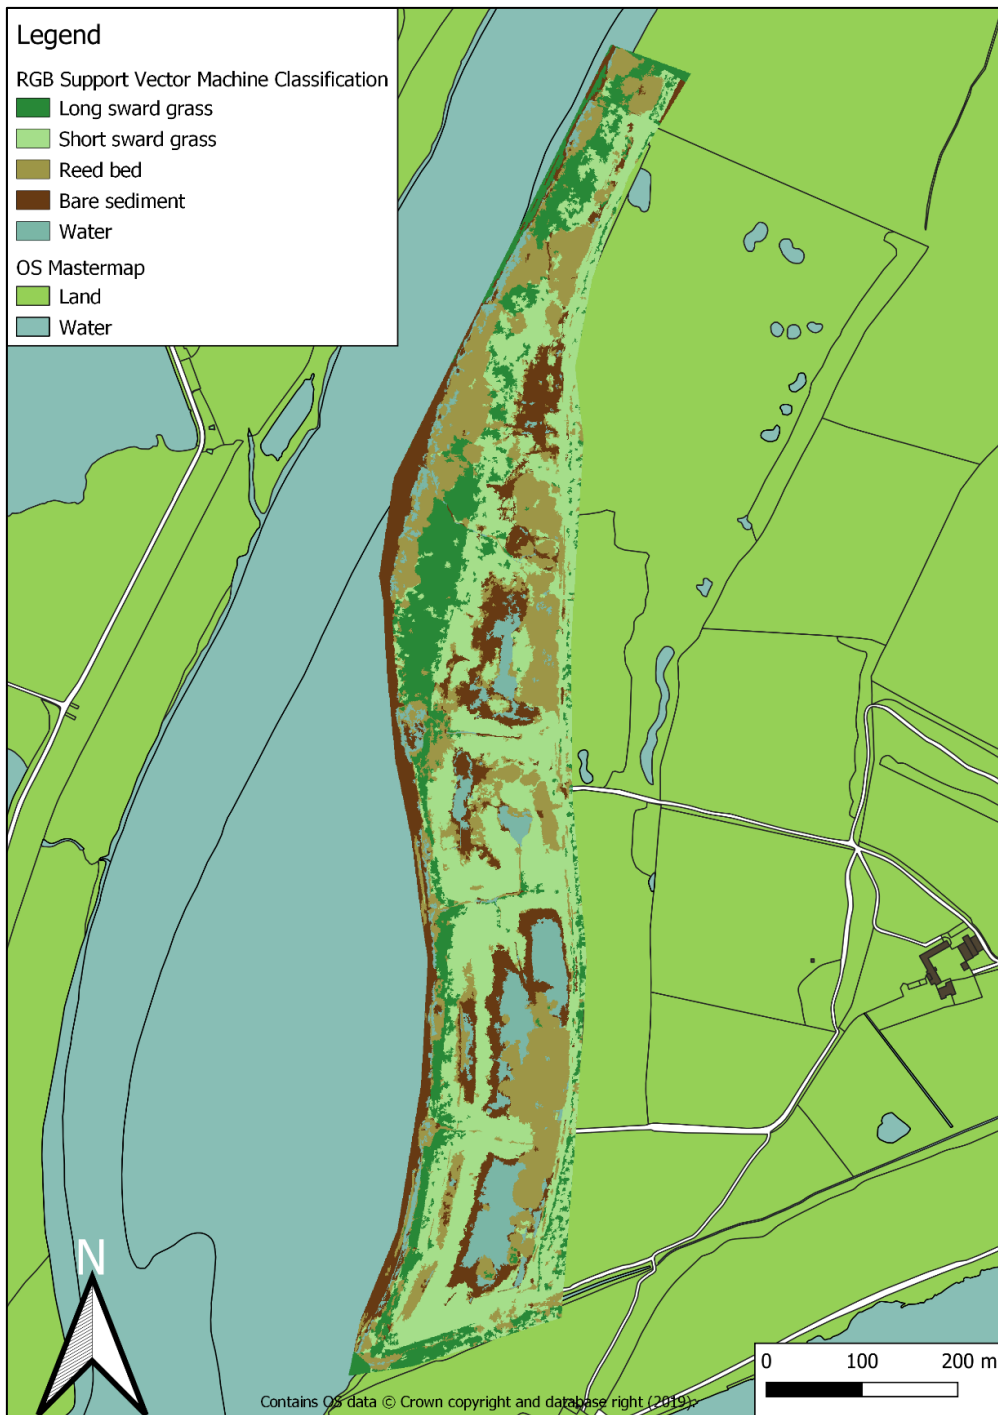 Legend
RGB Support Vector Machine Classification
Long sward grass
Short sward grass
Reed bed
Bare sediment
Water
OS Mastermap
Land
Water
N
0 100 200 m
Contains OS data © Crown copyright and database right (2019).